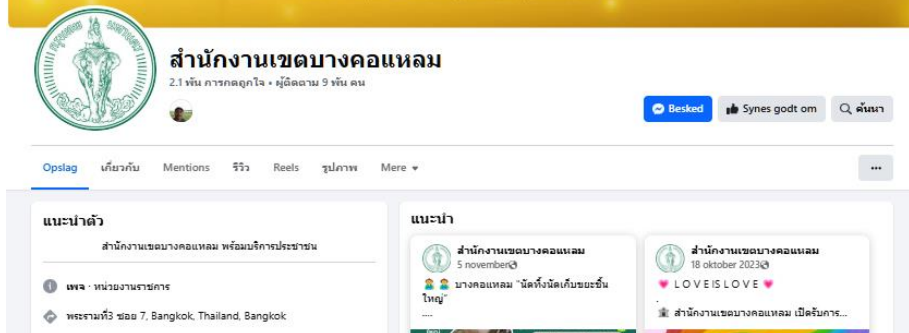 สำนักงานเขตบางคอแหลม
2.1 พัน การกดถูกใจ • ผู้ติดตาม 9 พัน คน
Besked
Synes godt om
ค้นหา
Opslag
เกี่ยวกับ
Mentions
รีวิว
Reels
รูปภาพ
Mere
แนะนำตัว
สำนักงานเขตบางคอแหลม พร้อมบริการประชาชน
เพจ · หน่วยงานราชการ
พระรามที่3 ซอย 7, Bangkok, Thailand, Bangkok
แนะนำ
สำนักงานเขตบางคอแหลม
5 november
บางคอแหลม "นัดทิ้งนัดเก็บขยะชิ้น
ใหญ่"
....
สำนักงานเขตบางคอแหลม
18 oktober 2023
L O V E I S L O V E
.
สำนักงานเขตบางคอแหลม เปิดรับการ...